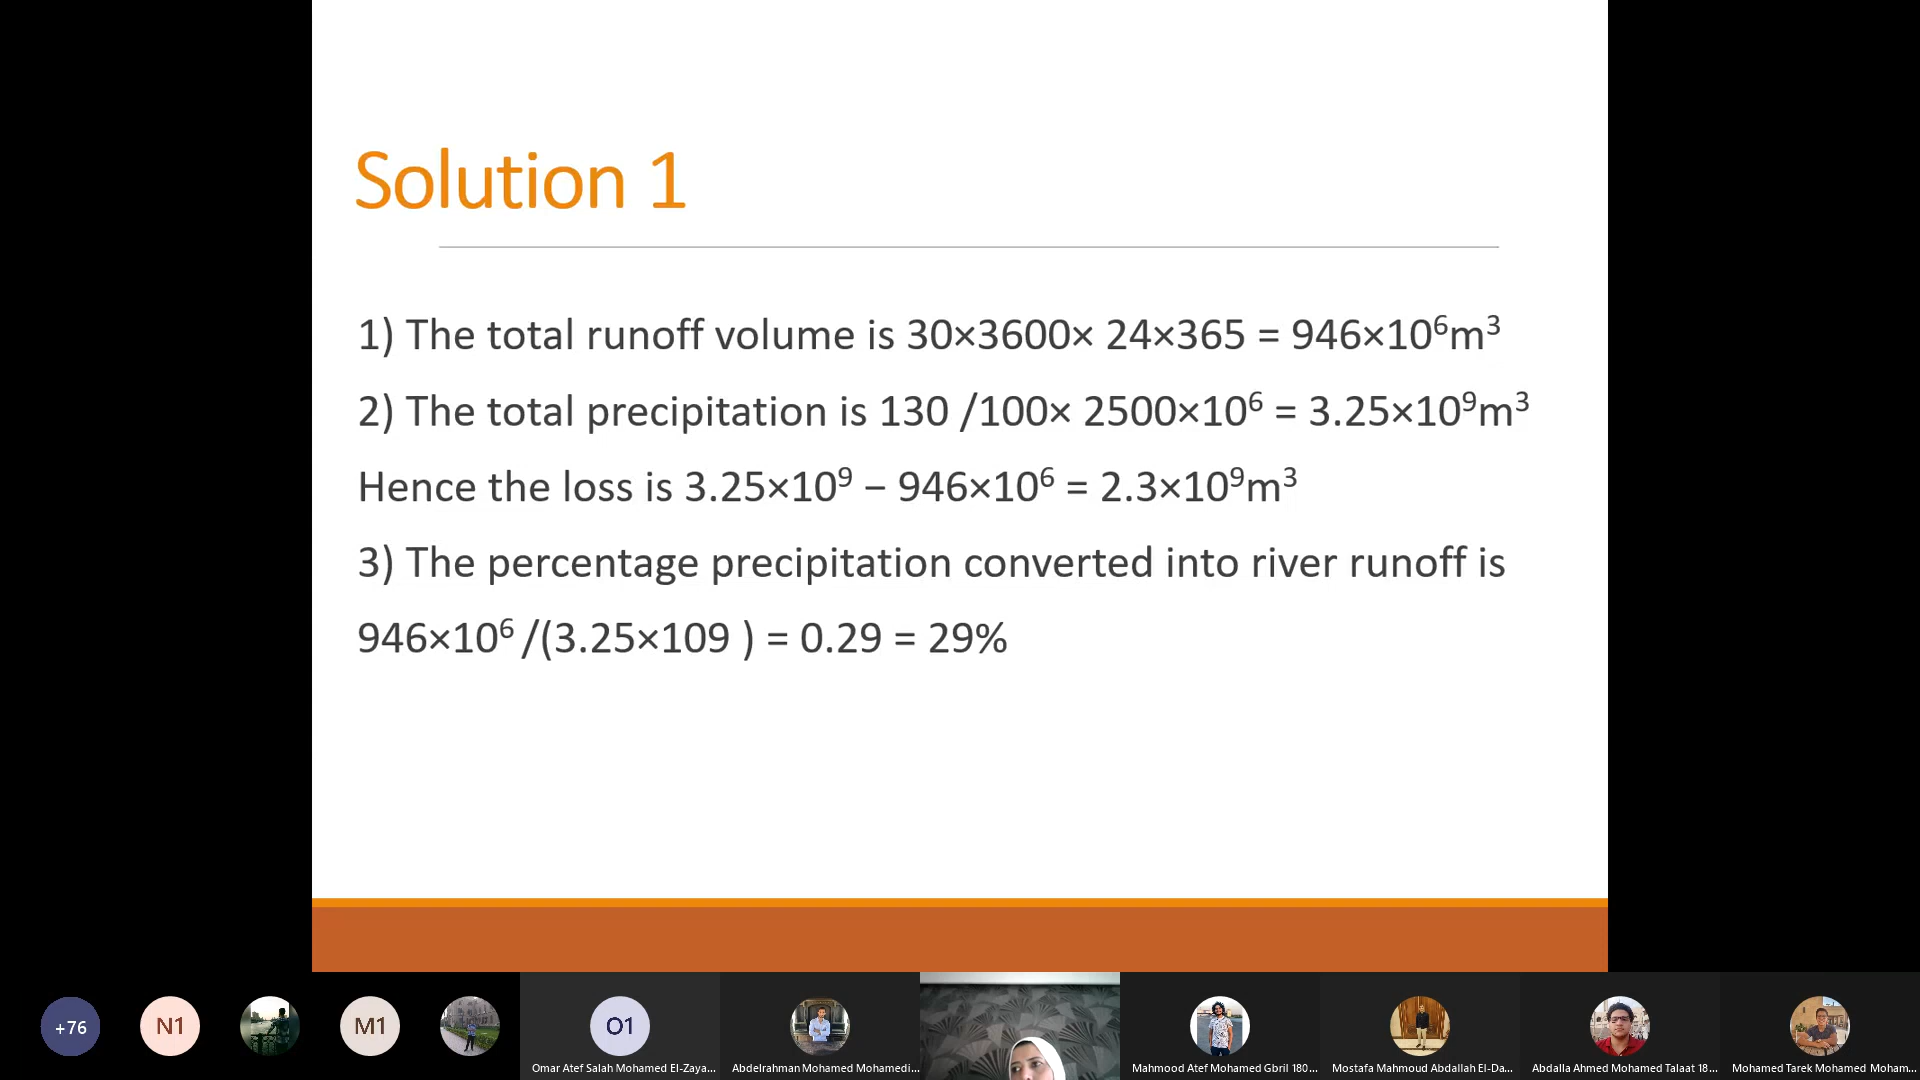 Solution 1
1) The total runoff volume is 30×3600× 24×365 = 946×10⁶m³
2) The total precipitation is 130 /100× 2500×10⁶ = 3.25×10⁹m³
Hence the loss is 3.25×10⁹ − 946×10⁶ = 2.3×10⁹m³
3) The percentage precipitation converted into river runoff is
946×10⁶ /(3.25×109 ) = 0.29 = 29%
+76
N1
M1
O1
Omar Atef Salah Mohamed El-Zaya...
Abdelrahman Mohamed Mohamedi...
Mahmood Atef Mohamed Gbril 180...
Mostafa Mahmoud Abdallah El-Da...
Abdalla Ahmed Mohamed Talaat 18...
Mohamed Tarek Mohamed Moham...